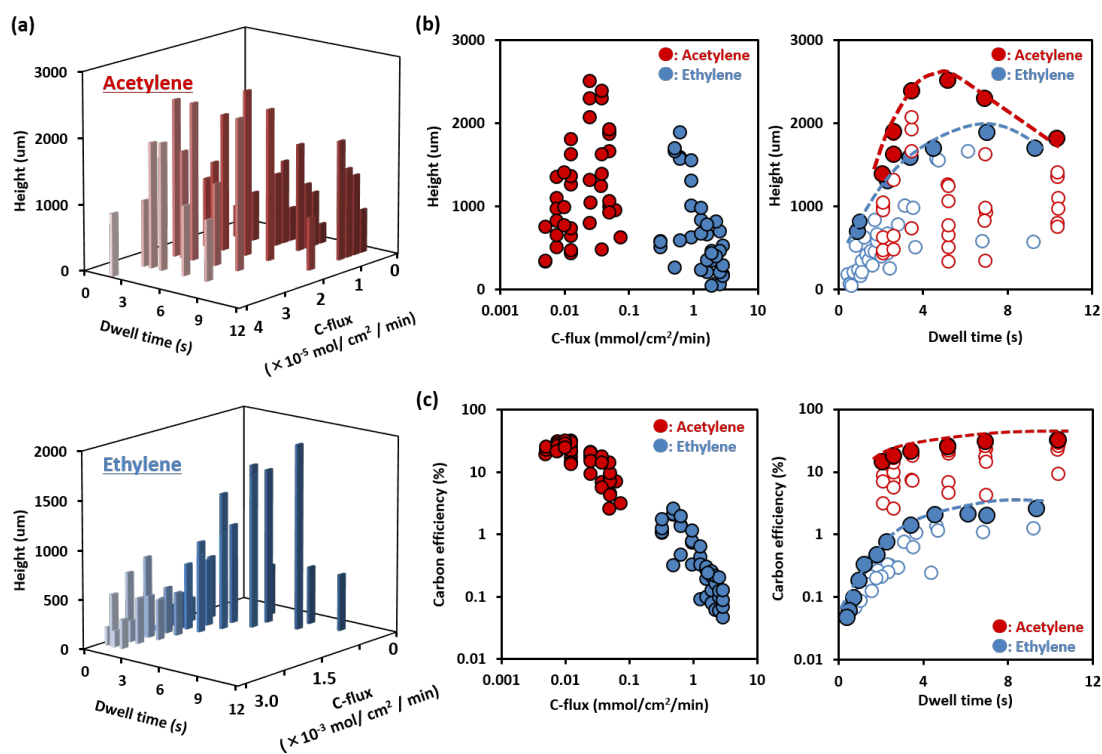 (a)
3000
2000
1000
0
Height (um)
Acetylene
0
3
6
9
12
Dwell time (s)
4
3
2
1
0
C-flux
(×10-5 mol/ cm2 / min)
2000
1500
1000
500
0
Height (um)
Ethylene
0
3
6
9
12
Dwell time (s)
3.0
1.5
0
C-flux
(×10-3 mol/ cm2 / min)
(b)
3000
2000
1000
0
Height (um)
: Acetylene
: Ethylene
0.001
0.01
0.1
1
10
C-flux (mmol/cm2/min)
3000
2000
1000
0
Height (um)
: Acetylene
: Ethylene
0
4
8
12
Dwell time (s)
(c)
100
10
1
0.1
0.01
Carbon efficiency (%)
: Acetylene
: Ethylene
0.001
0.01
0.1
1
10
C-flux (mmol/cm2/min)
100
10
1
0.1
0.01
Carbon efficiency (%)
: Acetylene
: Ethylene
0
4
8
12
Dwell time (s)